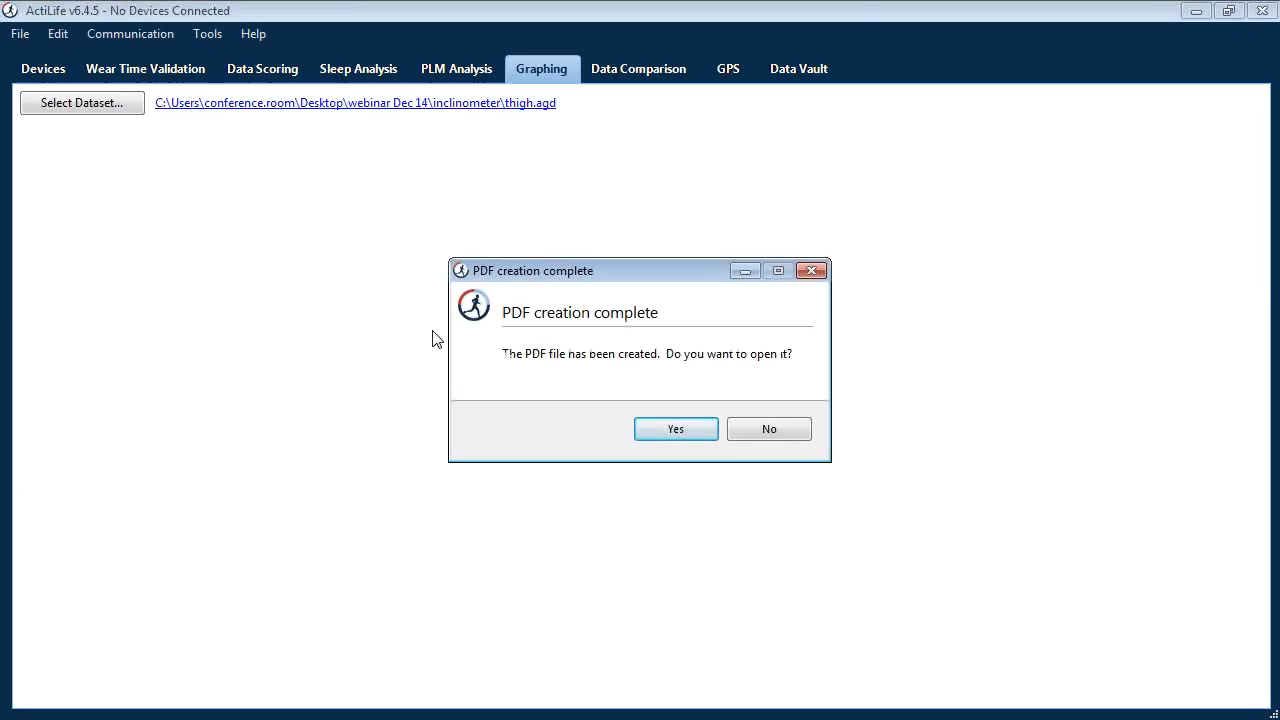 ActiLife v6.4.5 - No Devices Connected
File Edit Communication Tools Help
Devices Wear Time Validation Data Scoring Sleep Analysis PLM Analysis Graphing Data Comparison GPS Data Vault
Select Dataset... C:\Users\conference.room\Desktop\webinar Dec 14\inclinometer\thigh.agd
PDF creation complete
PDF creation complete
The PDF file has been created. Do you want to open it?
Yes No